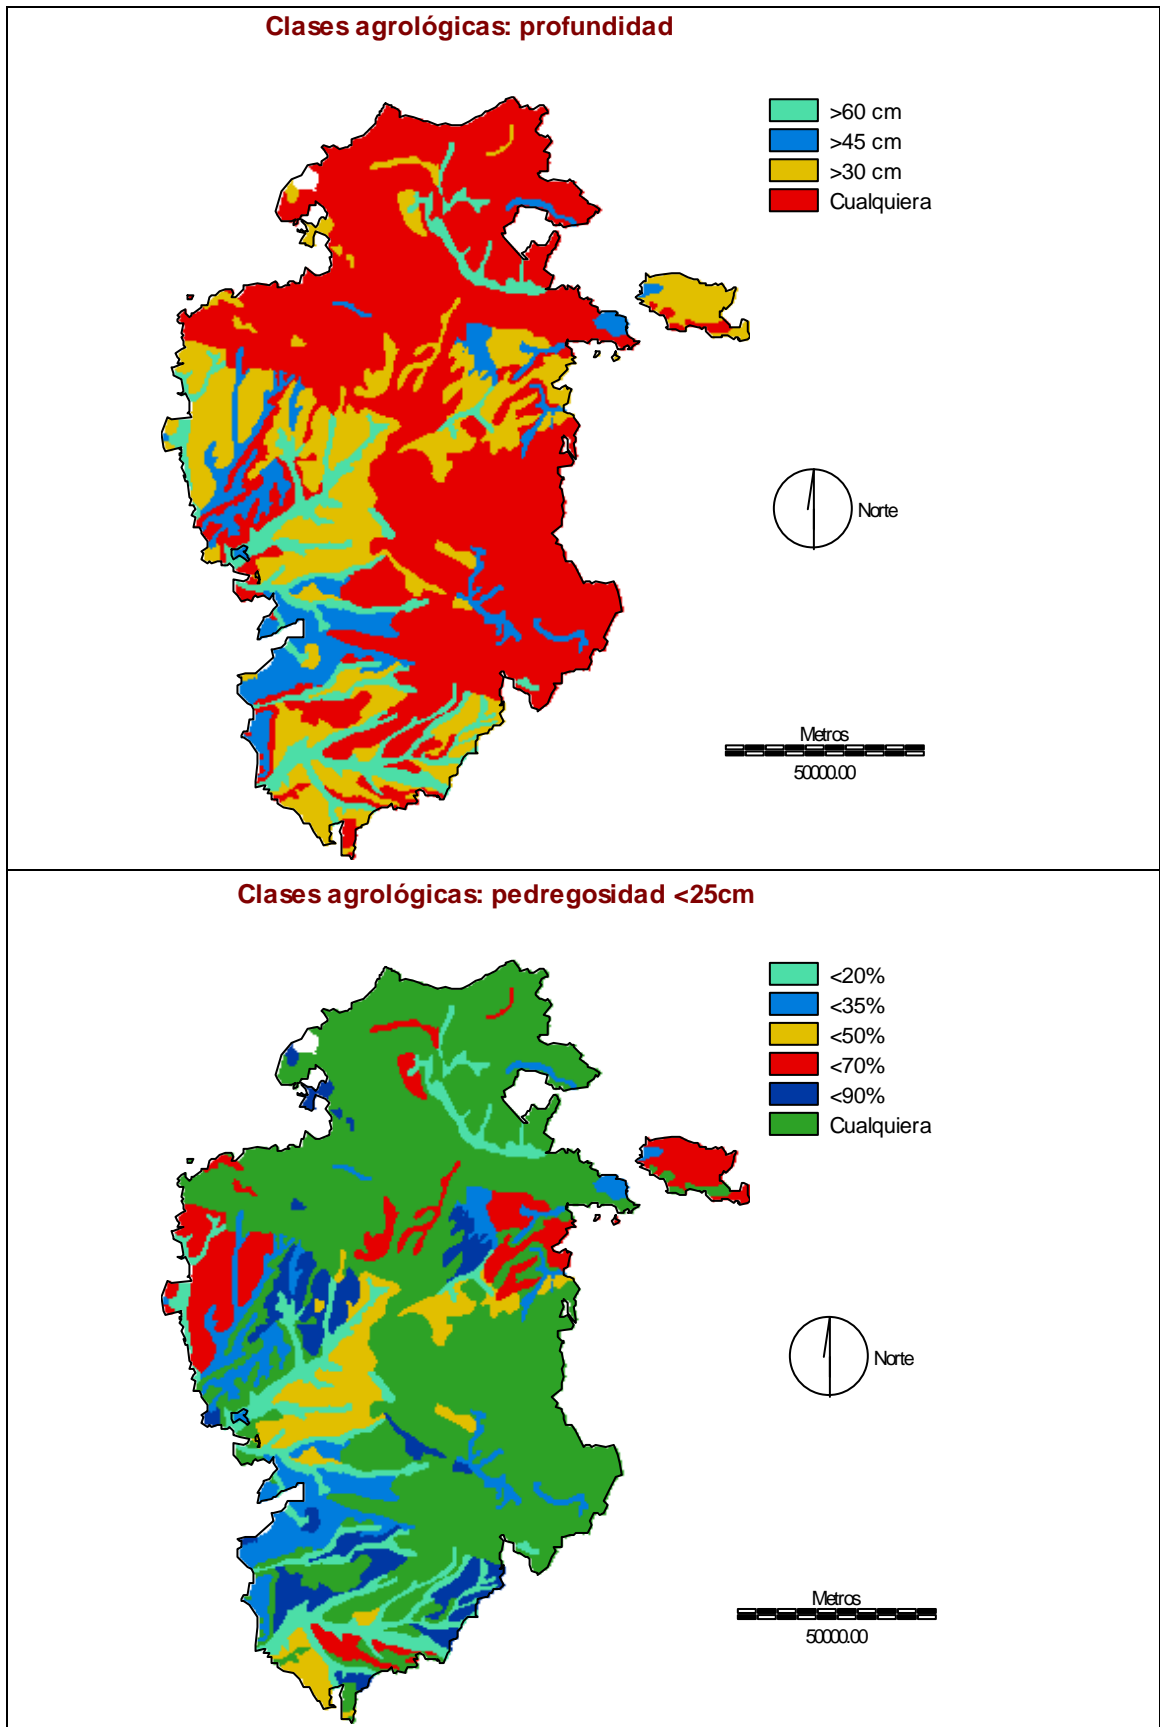 Clases agrológicas: profundidad
>60 cm
>45 cm
>30 cm
Cualquiera
Norte
Metros
50000.00
Clases agrológicas: pedregosidad <25cm
<20%
<35%
<50%
<70%
<90%
Cualquiera
Norte
Metros
50000.00